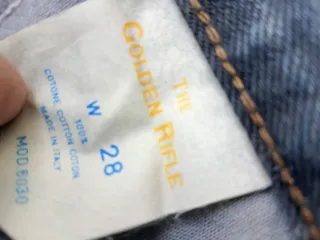 THE
GOLDEN RIFLE
W 28
100%
COTONE COTTON COTON
MADE IN ITALY
MOD.6030